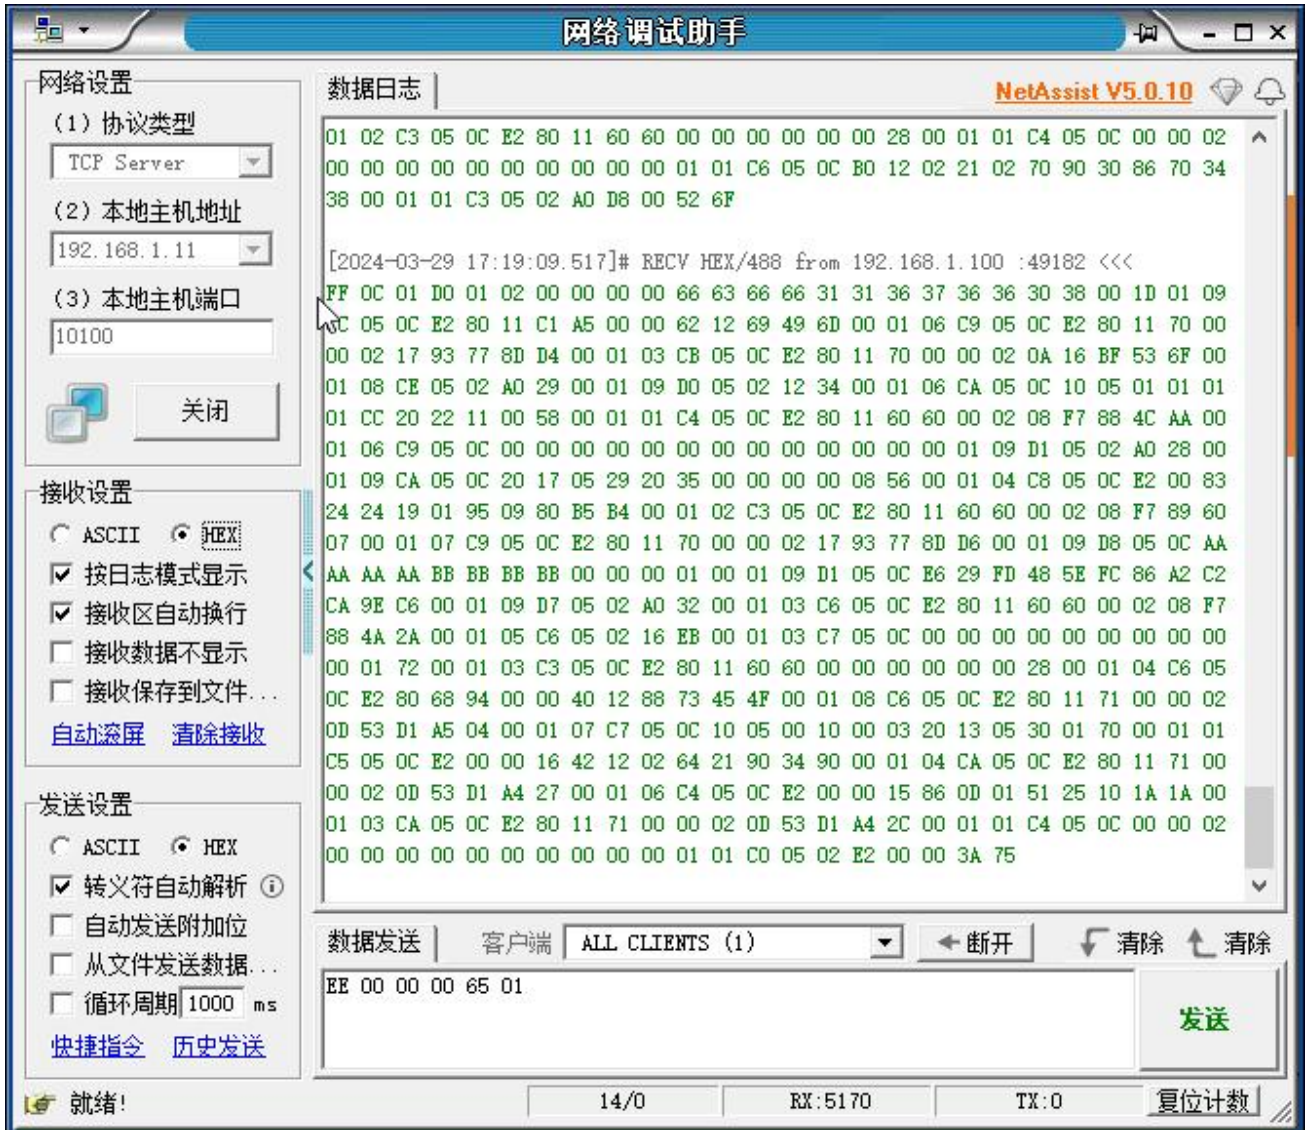 网络调试助手
网络设置
(1) 协议类型
TCP Server
(2) 本地主机地址
192.168.1.11
(3) 本地主机端口
10100
关闭
接收设置
ASCII HEX
按日志模式显示
接收区自动换行
接收数据不显示
接收保存到文件...
自动滚屏 清除接收
发送设置
ASCII HEX
转义符自动解析
自动发送附加位
从文件发送数据...
循环周期 1000 ms
快捷指令 历史发送
数据日志
NetAssist V5.0.10
01 02 C3 05 0C E2 80 11 60 60 00 00 00 00 00 00 28 00 01 01 C4 05 0C 00 00 02
00 00 00 00 00 00 00 00 00 00 01 01 C6 05 0C B0 12 02 21 02 70 90 30 86 70 34
38 00 01 01 C3 05 02 A0 D8 00 52 6F
[2024-03-29 17:19:09.517]# RECV HEX/488 from 192.168.1.100 :49182 <<<
FF 0C 01 D0 01 02 00 00 00 00 66 63 66 66 31 31 36 37 36 36 30 38 00 1D 01 09
05 0C E2 80 11 C1 A5 00 00 62 12 69 49 6D 00 01 06 C9 05 0C E2 80 11 70 00
00 02 17 93 77 8D D4 00 01 03 CB 05 0C E2 80 11 70 00 00 02 0A 16 BF 53 6F 00
01 08 CE 05 02 A0 29 00 01 09 D0 05 02 12 34 00 01 06 CA 05 0C 10 05 01 01 01
01 CC 20 22 11 00 58 00 01 01 C4 05 0C E2 80 11 60 60 00 02 08 F7 88 4C AA 00
01 06 C9 05 0C 00 00 00 00 00 00 00 00 00 00 00 00 00 01 09 D1 05 02 A0 28 00
01 09 CA 05 0C 20 17 05 29 20 35 00 00 00 00 08 56 00 01 04 C8 05 0C E2 00 83
24 24 19 01 95 09 80 B5 B4 00 01 02 C3 05 0C E2 80 11 60 60 00 02 08 F7 89 60
07 00 01 07 C9 05 0C E2 80 11 70 00 00 02 17 93 77 8D D6 00 01 09 D8 05 0C AA
AA AA AA BB BB BB BB 00 00 00 01 00 01 09 D1 05 0C E6 29 FD 48 5E FC 86 A2 C2
CA 9E C6 00 01 09 D7 05 02 A0 32 00 01 03 C6 05 0C E2 80 11 60 60 00 02 08 F7
88 4A 2A 00 01 05 C6 05 02 16 EB 00 01 03 C7 05 0C 00 00 00 00 00 00 00 00 00
00 01 72 00 01 03 C3 05 0C E2 80 11 60 60 00 00 00 00 00 00 28 00 01 04 C6 05
0C E2 80 68 94 00 00 40 12 88 73 45 4F 00 01 08 C6 05 0C E2 80 11 71 00 00 02
0D 53 D1 A5 04 00 01 07 C7 05 0C 10 05 00 10 00 03 20 13 05 30 01 70 00 01 01
C5 05 0C E2 00 00 16 42 12 02 64 21 90 34 90 00 01 04 CA 05 0C E2 80 11 71 00
00 02 0D 53 D1 A4 27 00 01 06 C4 05 0C E2 00 00 15 86 0D 01 51 25 10 1A 1A 00
01 03 CA 05 0C E2 80 11 71 00 00 02 0D 53 D1 A4 2C 00 01 01 C4 05 0C 00 00 02
00 00 00 00 00 00 00 00 00 00 01 01 C0 05 02 E2 00 00 3A 75
数据发送 客户端 ALL CLIENTS (1) 断开 清除 清除
EE 00 00 00 65 01
发送
就绪! 14/0 RX:5170 TX:0 复位计数